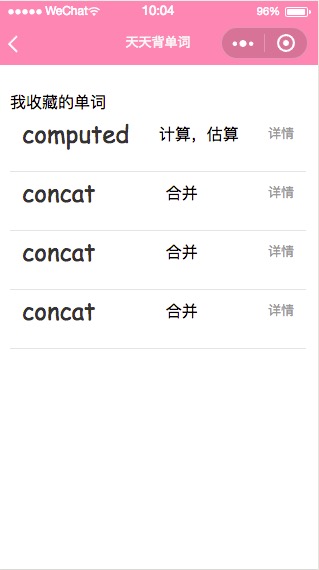 WeChat 10:04 96%
天天背单词
我收藏的单词
computed 计算，估算 详情
concat 合并 详情
concat 合并 详情
concat 合并 详情